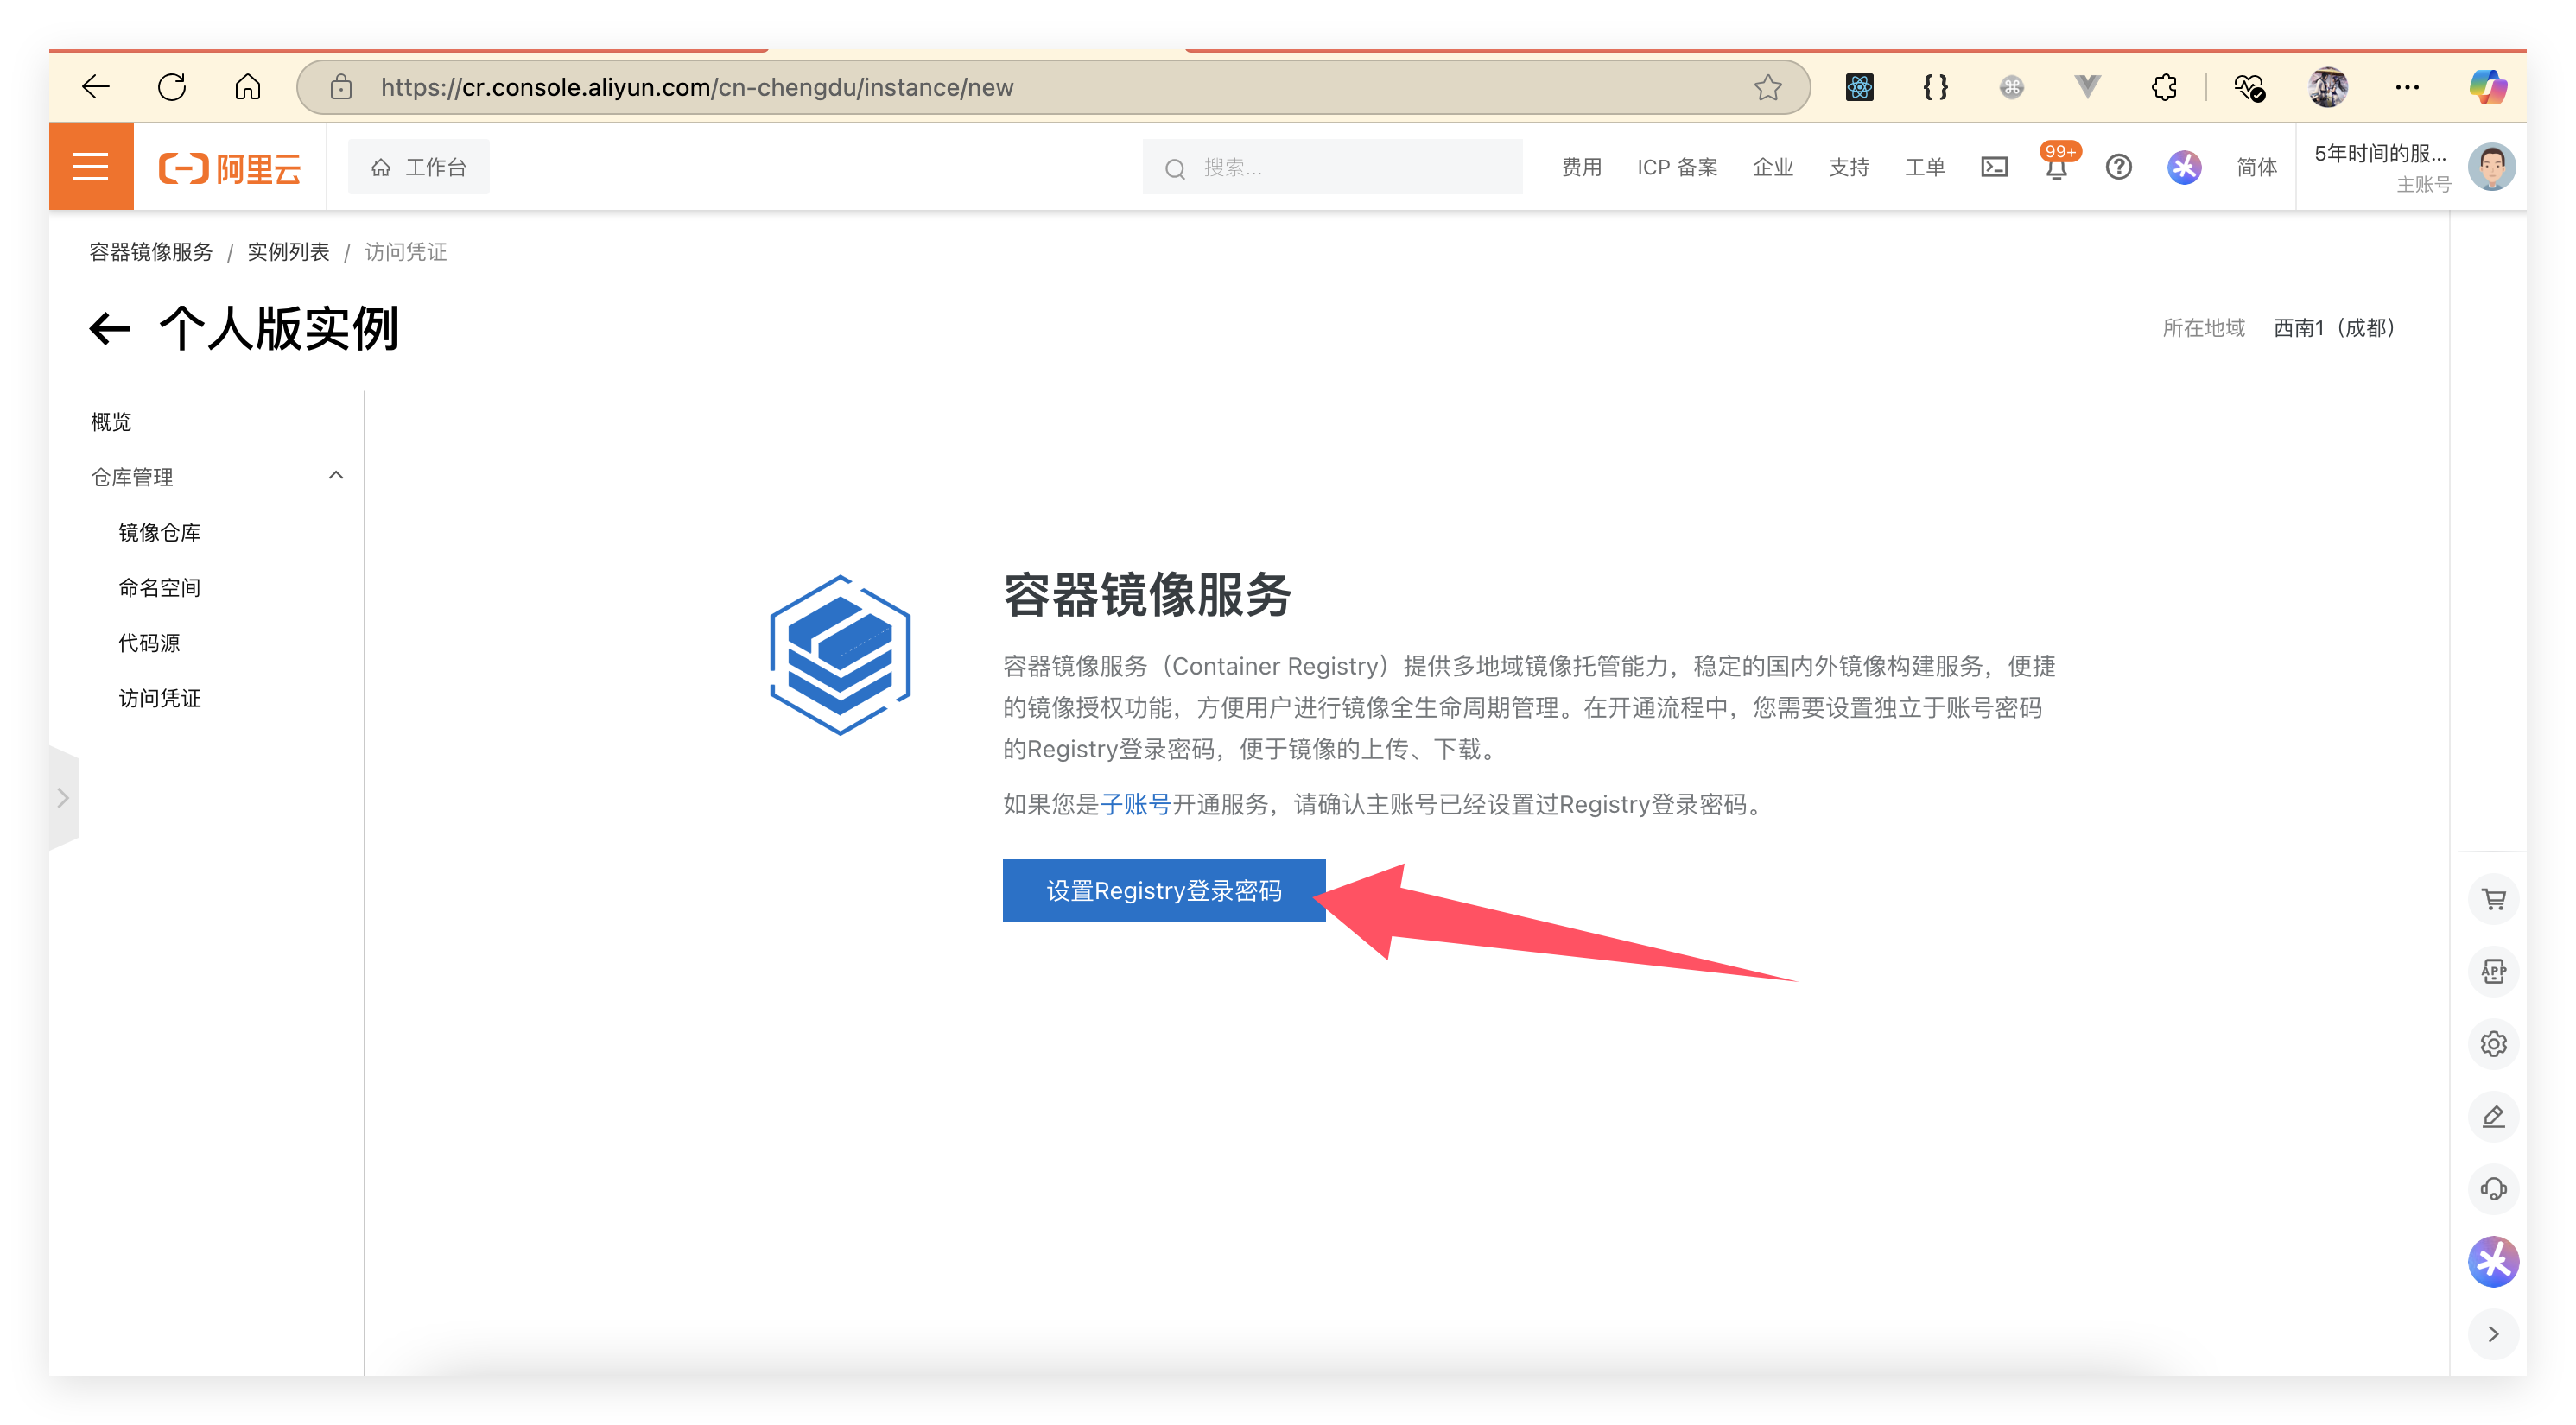 https://cr.console.aliyun.com/cn-chengdu/instance/new
阿里云
工作台
搜索...
费用
ICP 备案
企业
支持
工单
99+
简体
5年时间的服...
主账号
容器镜像服务 / 实例列表 / 访问凭证
个人版实例
所在地域 西南1（成都）
概览
仓库管理
镜像仓库
命名空间
代码源
访问凭证
容器镜像服务
容器镜像服务（Container Registry）提供多地域镜像托管能力，稳定的国内外镜像构建服务，便捷
的镜像授权功能，方便用户进行镜像全生命周期管理。在开通流程中，您需要设置独立于账号密码
的Registry登录密码，便于镜像的上传、下载。
如果您是子账号开通服务，请确认主账号已经设置过Registry登录密码。
设置Registry登录密码
APP